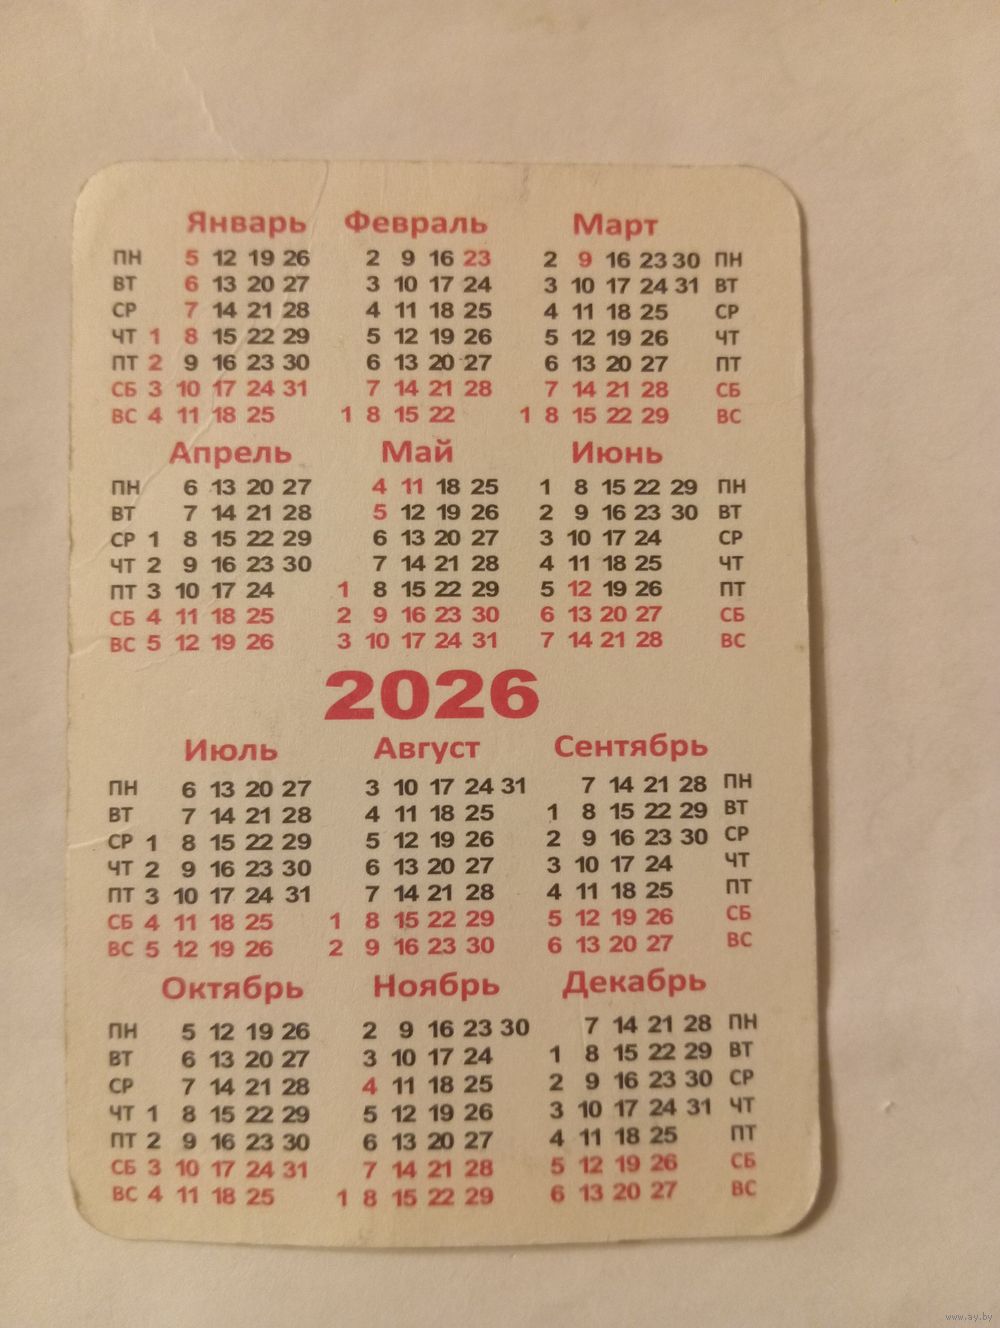 Январь Февраль Март
ПН 5 12 19 26 2 9 16 23 2 9 16 23 30 ПН
ВТ 6 13 20 27 3 10 17 24 3 10 17 24 31 ВТ
СР 7 14 21 28 4 11 18 25 4 11 18 25 СР
ЧТ 1 8 15 22 29 5 12 19 26 5 12 19 26 ЧТ
ПТ 2 9 16 23 30 6 13 20 27 6 13 20 27 ПТ
СБ 3 10 17 24 31 7 14 21 28 7 14 21 28 СБ
ВС 4 11 18 25 1 8 15 22 1 8 15 22 29 ВС
Апрель Май Июнь
ПН 6 13 20 27 4 11 18 25 1 8 15 22 29 ПН
ВТ 7 14 21 28 5 12 19 26 2 9 16 23 30 ВТ
СР 1 8 15 22 29 6 13 20 27 3 10 17 24 СР
ЧТ 2 9 16 23 30 7 14 21 28 4 11 18 25 ЧТ
ПТ 3 10 17 24 1 8 15 22 29 5 12 19 26 ПТ
СБ 4 11 18 25 2 9 16 23 30 6 13 20 27 СБ
ВС 5 12 19 26 3 10 17 24 31 7 14 21 28 ВС
2026
Июль Август Сентябрь
ПН 6 13 20 27 3 10 17 24 31 7 14 21 28 ПН
ВТ 7 14 21 28 4 11 18 25 1 8 15 22 29 ВТ
СР 1 8 15 22 29 5 12 19 26 2 9 16 23 30 СР
ЧТ 2 9 16 23 30 6 13 20 27 3 10 17 24 ЧТ
ПТ 3 10 17 24 31 7 14 21 28 4 11 18 25 ПТ
СБ 4 11 18 25 1 8 15 22 29 5 12 19 26 СБ
ВС 5 12 19 26 2 9 16 23 30 6 13 20 27 ВС
Октябрь Ноябрь Декабрь
ПН 5 12 19 26 2 9 16 23 30 7 14 21 28 ПН
ВТ 6 13 20 27 3 10 17 24 1 8 15 22 29 ВТ
СР 7 14 21 28 4 11 18 25 2 9 16 23 30 СР
ЧТ 1 8 15 22 29 5 12 19 26 3 10 17 24 31 ЧТ
ПТ 2 9 16 23 30 6 13 20 27 4 11 18 25 ПТ
СБ 3 10 17 24 31 7 14 21 28 5 12 19 26 СБ
ВС 4 11 18 25 1 8 15 22 29 6 13 20 27 ВС
www.ay.by